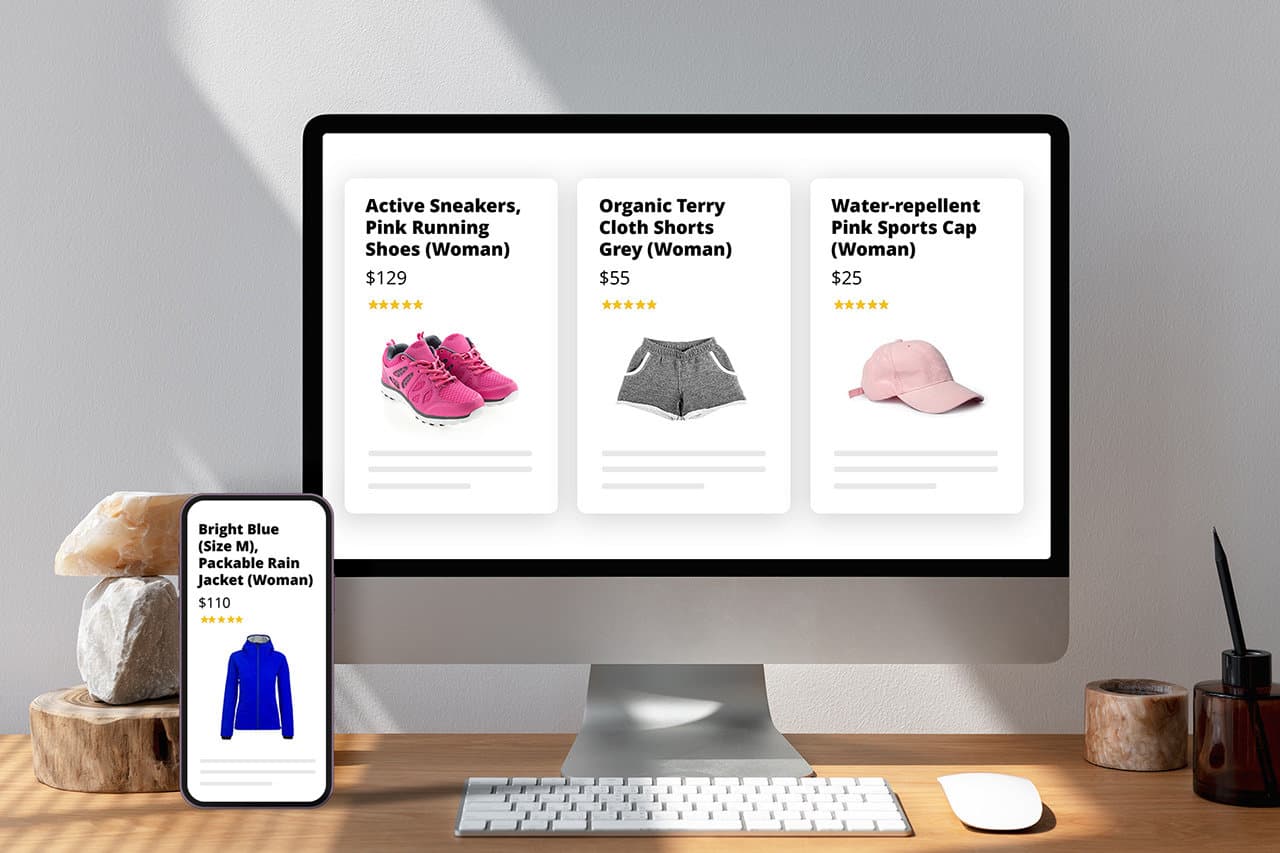 Active Sneakers,
Pink Running
Shoes (Woman)
$129
Organic Terry
Cloth Shorts
Grey (Woman)
$55
Water-repellent
Pink Sports Cap
(Woman)
$25
Bright Blue
(Size M),
Packable Rain
Jacket (Woman)
$110